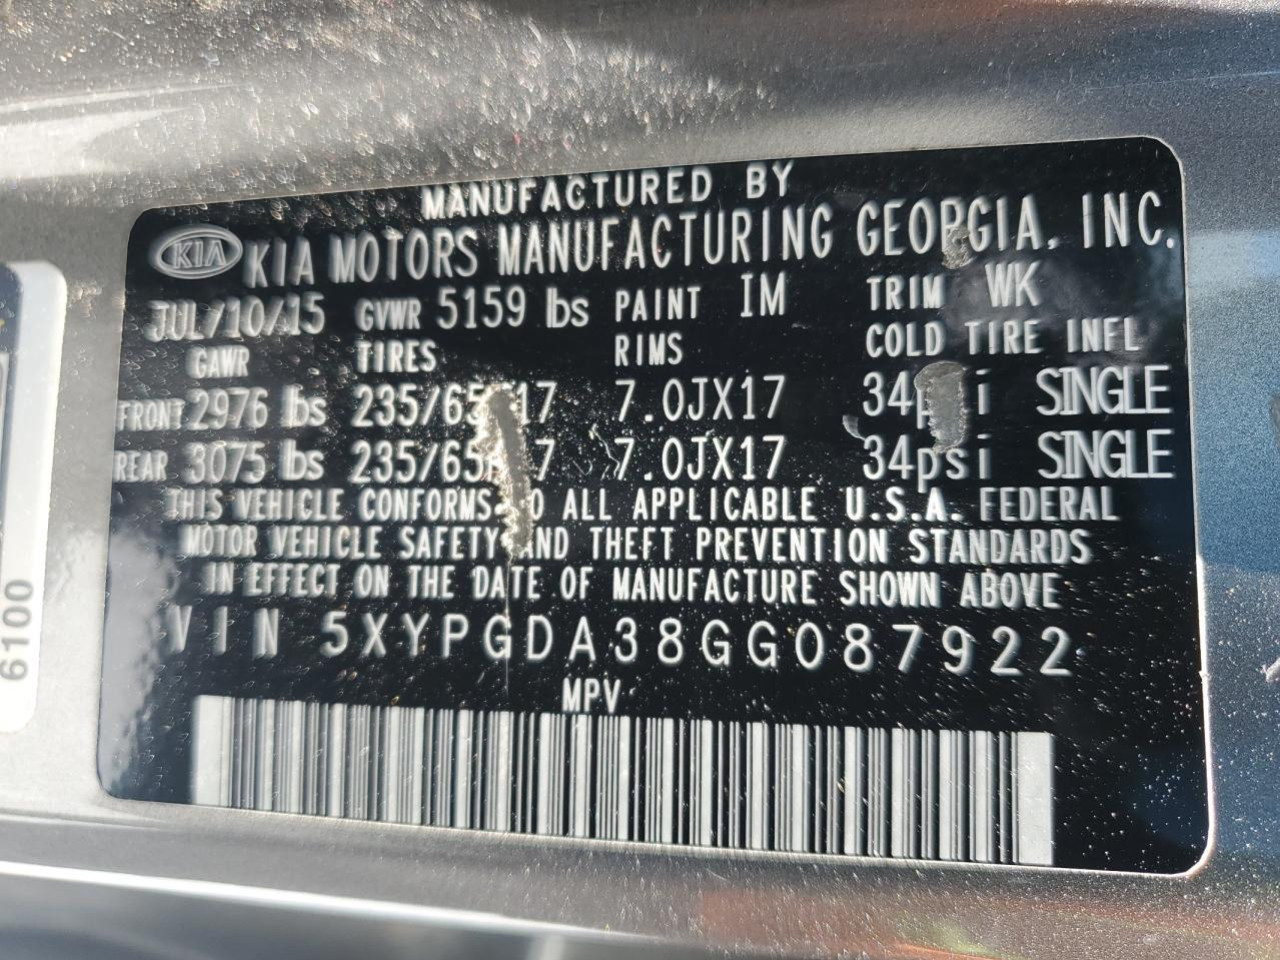 MANUFACTURED BY
KIA KIA MOTORS MANUFACTURING GEORGIA, INC.
JUL/10/15 GVWR 5159 lbs PAINT IM TRIM WK
GAWR TIRES RIMS COLD TIRE INFL
FRONT 2976 lbs 7.0JX17 SINGLE
REAR 3075 lbs 7.0JX17 34psi SINGLE
THIS VEHICLE CONFORMS ALL APPLICABLE U.S.A. FEDERAL
MOTOR VEHICLE SAFETY AND THEFT PREVENTION STANDARDS
IN EFFECT ON THE DATE OF MANUFACTURE SHOWN ABOVE
VIN 5XYPGDA38GG087922
MPV
6100